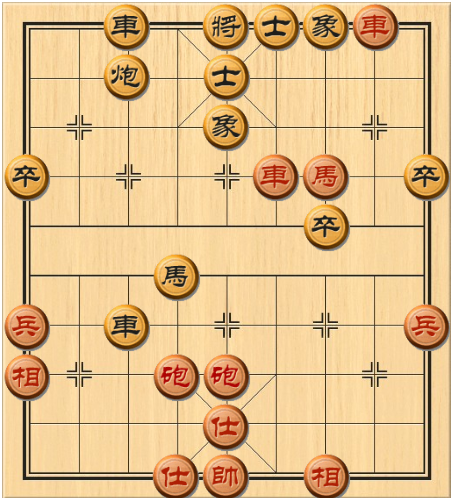 車 將 士 象 車
炮 士
象
卒 車 馬 卒
卒
馬
兵 車 兵
相 砲 砲
仕
仕 帥 相